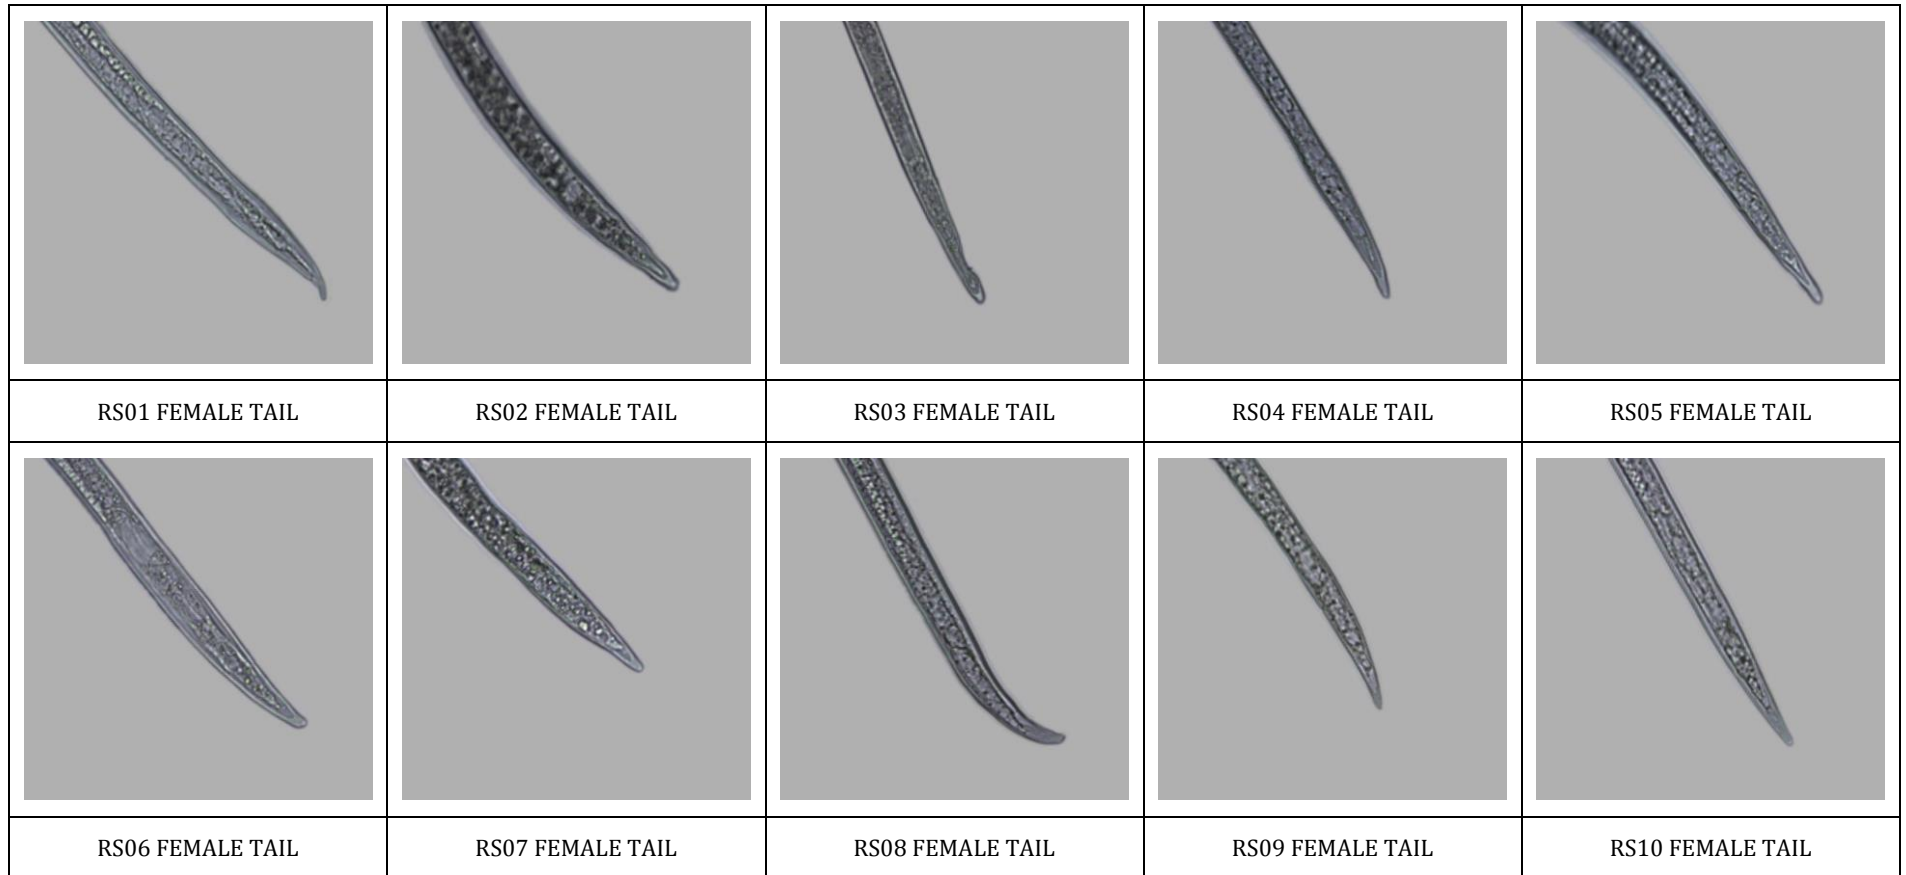 RS01 FEMALE TAIL
RS02 FEMALE TAIL
RS03 FEMALE TAIL
RS04 FEMALE TAIL
RS05 FEMALE TAIL
RS06 FEMALE TAIL
RS07 FEMALE TAIL
RS08 FEMALE TAIL
RS09 FEMALE TAIL
RS10 FEMALE TAIL